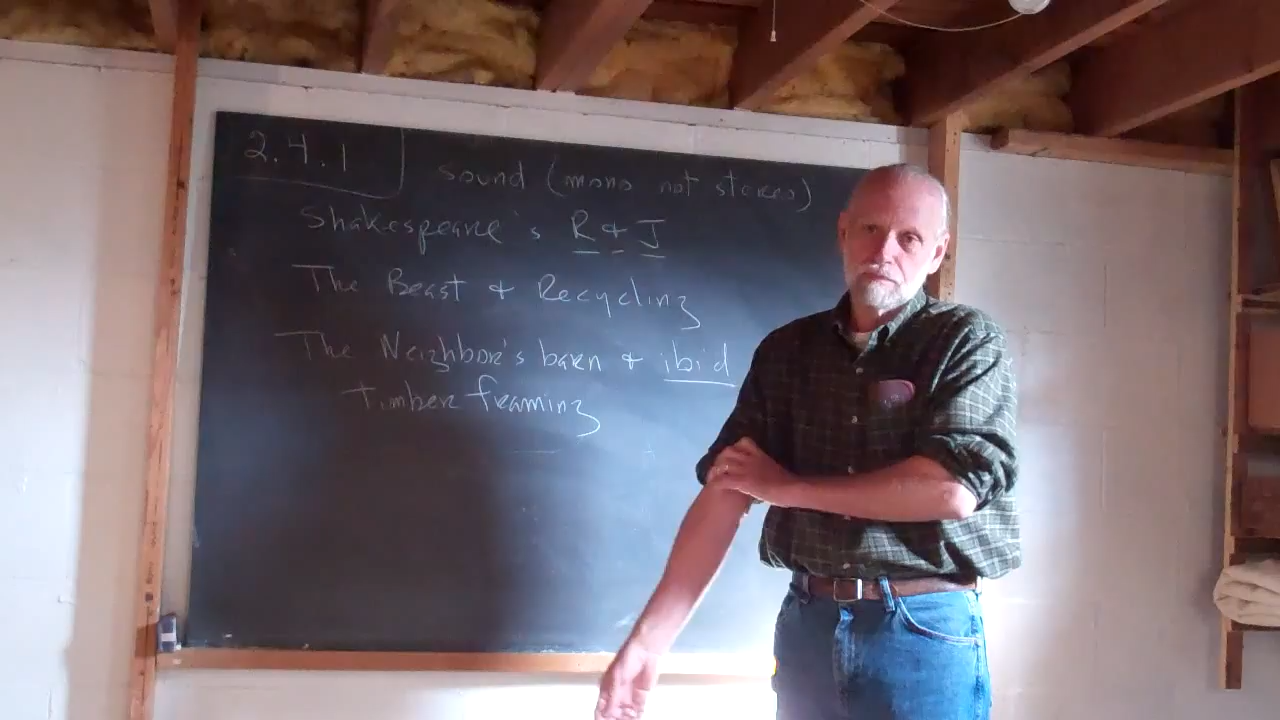 2.4.1
sound (mono not stereo)
Shakespeare's R & J
The Beast & Recycling
The Neighbor's barn & ibid
timber framing